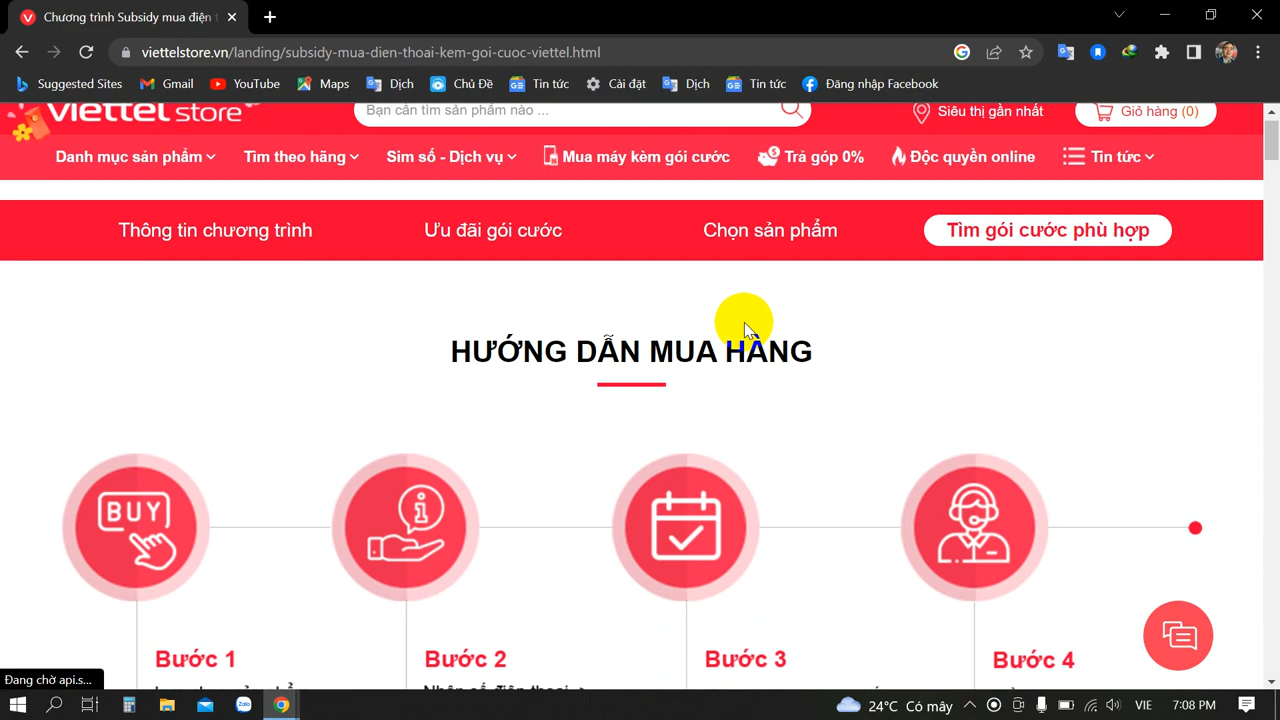 Chương trình Subsidy mua điện t
viettelstore.vn/landing/subsidy-mua-dien-thoai-kem-goi-cuoc-viettel.html
Suggested Sites Gmail YouTube Maps Dịch Chủ Đề Tin tức Cài đặt Dịch Tin tức Đăng nhập Facebook
viettel store Bạn cần tìm sản phẩm nào ... Siêu thị gần nhất Giỏ hàng (0)
Danh mục sản phẩm Tìm theo hãng Sim số - Dịch vụ Mua máy kèm gói cước Trả góp 0% Độc quyền online Tin tức
Thông tin chương trình Ưu đãi gói cước Chọn sản phẩm Tìm gói cước phù hợp
HƯỚNG DẪN MUA HÀNG
BUY
Bước 1 Bước 2 Bước 3 Bước 4
Đang chờ api.s...
Zalo 24°C Có mây VIE 7:08 PM